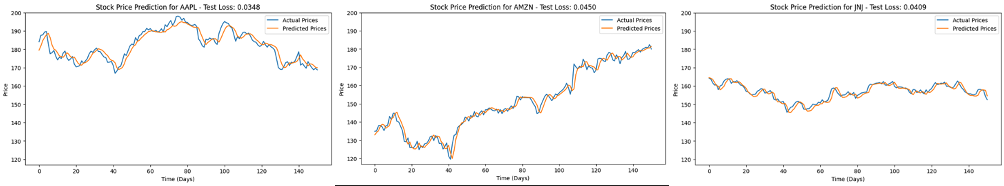 Stock Price Prediction for AAPL - Test Loss: 0.0348
Actual Prices
Predicted Prices
Price
200
190
180
170
160
150
140
130
120
0 20 40 60 80 100 120 140
Time (Days)
Stock Price Prediction for AMZN - Test Loss: 0.0450
Actual Prices
Predicted Prices
Price
200
190
180
170
160
150
140
130
120
0 20 40 60 80 100 120 140
Time (Days)
Stock Price Prediction for JNJ - Test Loss: 0.0409
Actual Prices
Predicted Prices
Price
200
190
180
170
160
150
140
130
120
0 20 40 60 80 100 120 140
Time (Days)